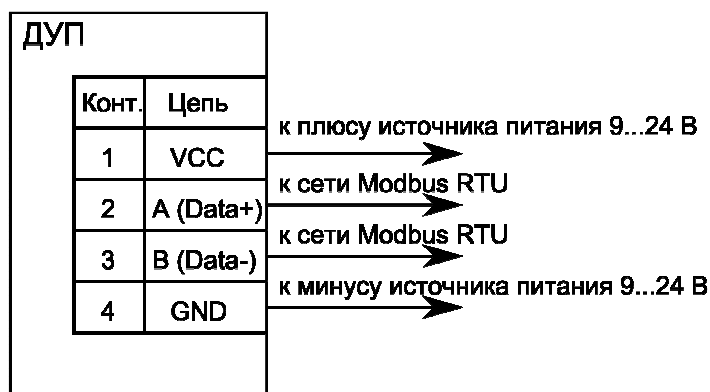 ДУП
Конт. Цепь
к плюсу источника питания 9...24 В
1 VCC
к сети Modbus RTU
2 A (Data+)
к сети Modbus RTU
3 B (Data-)
к минусу источника питания 9...24 В
4 GND